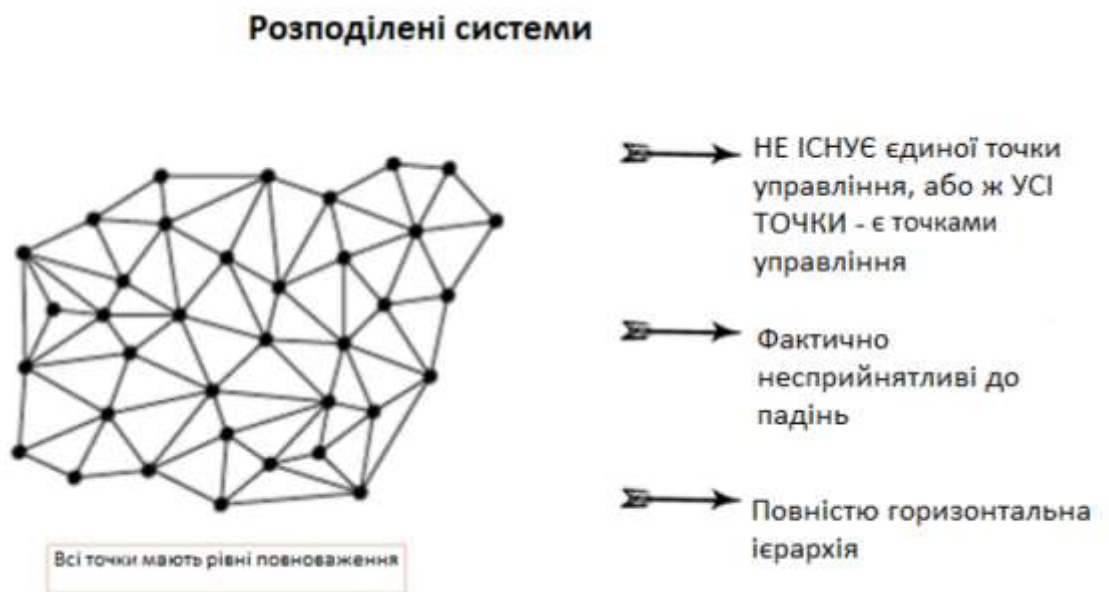 Розподілені системи
НЕ ІСНУЄ єдиної точки
управління, або ж УСІ
ТОЧКИ - є точками
управління
Фактично
несприйнятливі до
падінь
Повністю горизонтальна
ієрархія
Всі точки мають рівні повноваження